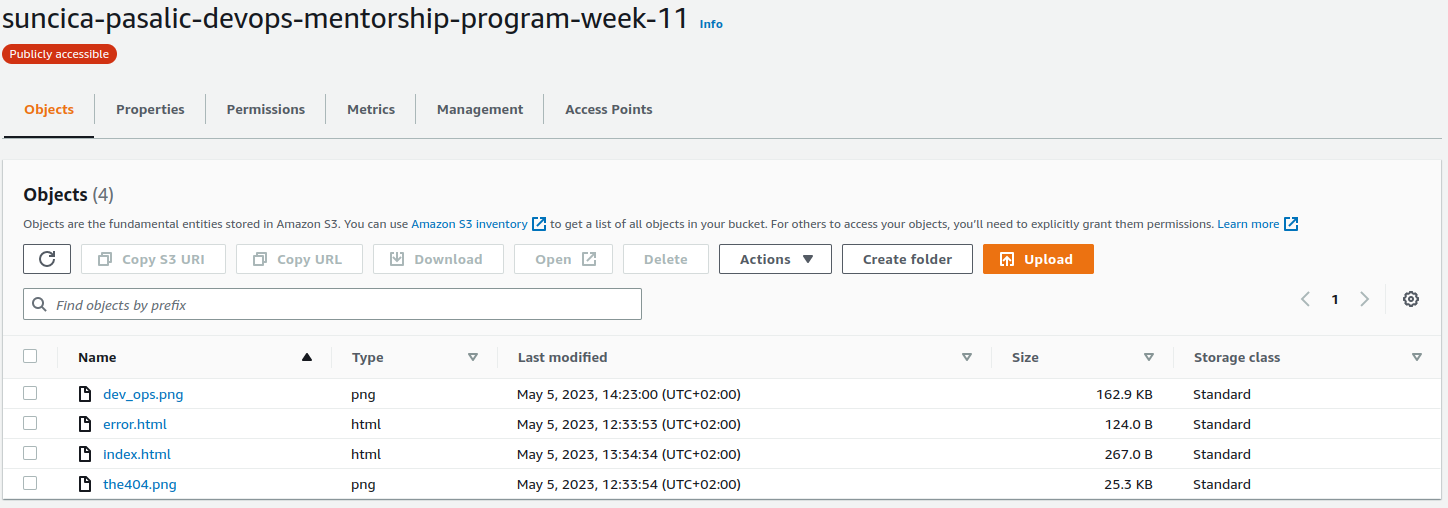 suncica-pasalic-devops-mentorship-program-week-11 Info
Publicly accessible
Objects Properties Permissions Metrics Management Access Points
Objects (4)
Objects are the fundamental entities stored in Amazon S3. You can use Amazon S3 inventory to get a list of all objects in your bucket. For others to access your objects, you’ll need to explicitly grant them permissions. Learn more
Copy S3 URI Copy URL Download Open Delete Actions Create folder Upload
Find objects by prefix 1
Name Type Last modified Size Storage class
dev_ops.png png May 5, 2023, 14:23:00 (UTC+02:00) 162.9 KB Standard
error.html html May 5, 2023, 12:33:53 (UTC+02:00) 124.0 B Standard
index.html html May 5, 2023, 13:34:34 (UTC+02:00) 267.0 B Standard
the404.png png May 5, 2023, 12:33:54 (UTC+02:00) 25.3 KB Standard